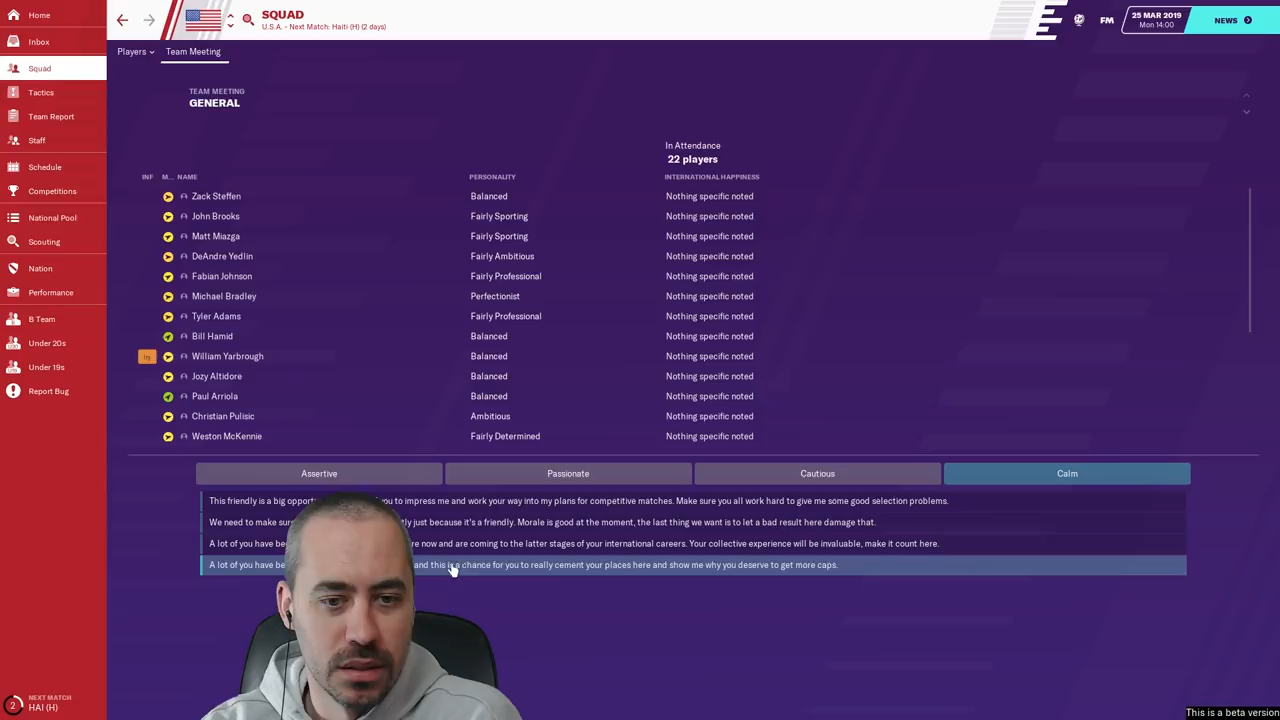 Home
Inbox
Squad
Tactics
Team Report
Staff
Schedule
Competitions
National Pool
Scouting
Nation
Performance
B Team
Under 20s
Under 19s
Report Bug
2
NEXT MATCH
HAI (H)
SQUAD
U.S.A. - Next Match: Haiti (H) (2 days)
FM
25 MAR 2019
Mon 14:00
NEWS
Players
Team Meeting
TEAM MEETING
GENERAL
In Attendance
22 players
INF M... NAME PERSONALITY INTERNATIONAL HAPPINESS
Zack Steffen Balanced Nothing specific noted
John Brooks Fairly Sporting Nothing specific noted
Matt Miazga Fairly Sporting Nothing specific noted
DeAndre Yedlin Fairly Ambitious Nothing specific noted
Fabian Johnson Fairly Professional Nothing specific noted
Michael Bradley Perfectionist Nothing specific noted
Tyler Adams Fairly Professional Nothing specific noted
Bill Hamid Balanced Nothing specific noted
William Yarbrough Balanced Nothing specific noted
Jozy Altidore Balanced Nothing specific noted
Paul Arriola Balanced Nothing specific noted
Christian Pulisic Ambitious Nothing specific noted
Weston McKennie Fairly Determined Nothing specific noted
Assertive Passionate Cautious Calm
This friendly is a big you to impress me and work your way into my plans for competitive matches. Make sure you all work hard to give me some good selection problems.
We need to make just because it's a friendly. Morale is good at the moment, the last thing we want is to let a bad result here damage that.
A lot of you have now and are coming to the latter stages of your international careers. Your collective experience will be invaluable, make it count here.
A lot of you have and this is a chance for you to really cement your places here and show me why you deserve to get more caps.
This is a beta version